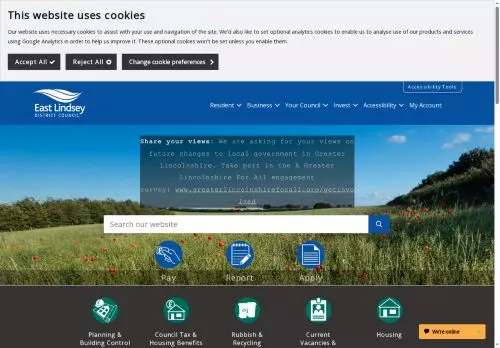 This website uses cookies
Our website uses necessary cookies to assist with your use and navigation of the site. We'd also like to set optional analytics cookies to enable us to analyse use of our products and services
using Google Analytics in order to help us improve it. These optional cookies won't be set unless you enable them.
Accept All
Reject All
Change cookie preferences
Accessibility Tools
East Lindsey
DISTRICT COUNCIL
Resident Business Your Council Invest Accessibility My Account
Share your views: We are asking for your views on
future changes to local government in Greater
Lincolnshire. Take part in the A Greater
Lincolnshire For All engagement
survey: www.greaterlincolnshireforall.org/getinvo
lved
Search our website
Pay Report Apply
Planning &
Building Control
Council Tax &
Housing Benefits
Rubbish &
Recycling
Current
Vacancies &
Housing
We're online